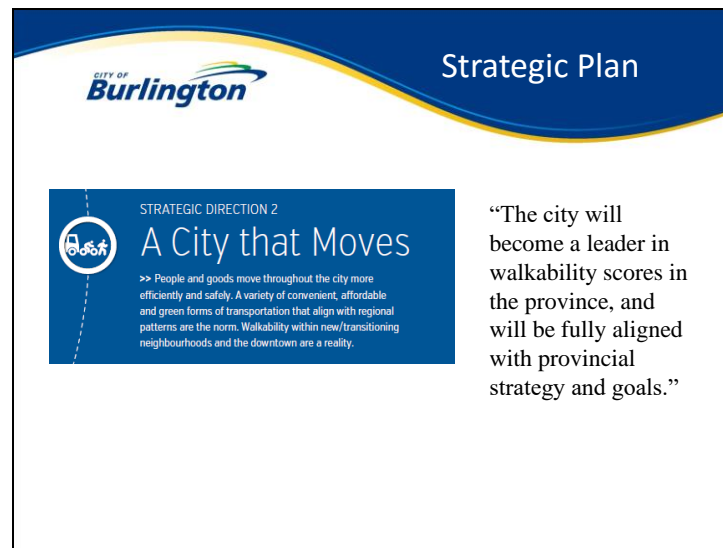 CITY OF
Burlington
Strategic Plan
STRATEGIC DIRECTION 2
A City that Moves
>> People and goods move throughout the city more
efficiently and safely. A variety of convenient, affordable
and green forms of transportation that align with regional
patterns are the norm. Walkability within new/transitioning
neighbourhoods and the downtown are a reality.
“The city will
become a leader in
walkability scores in
the province, and
will be fully aligned
with provincial
strategy and goals.”